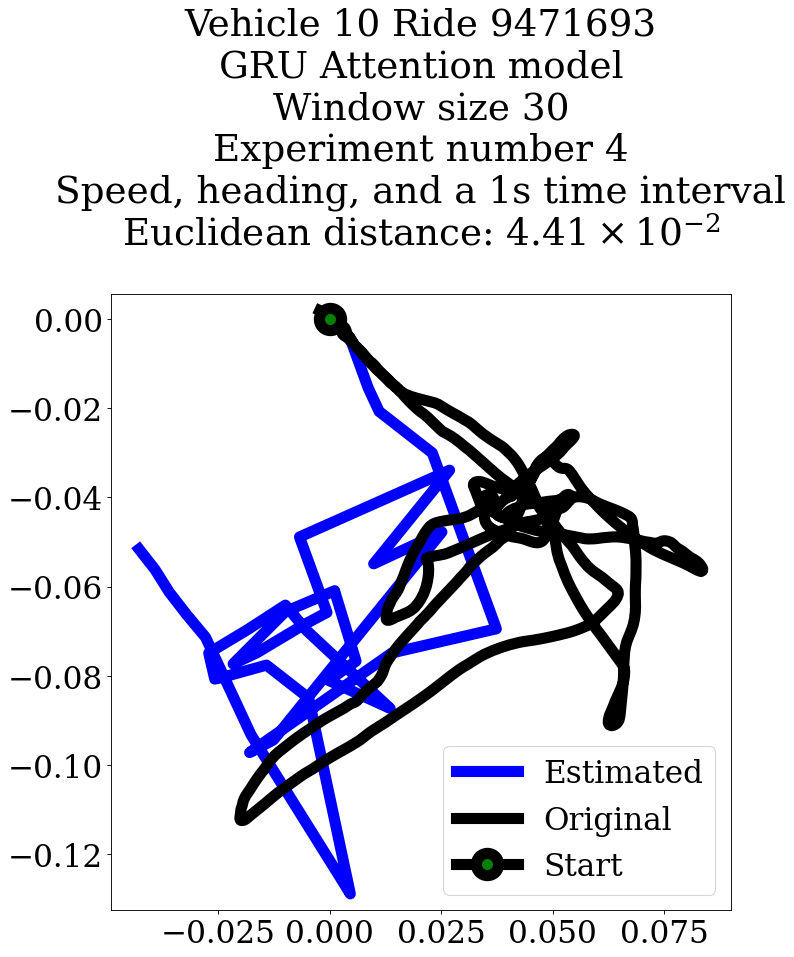 Vehicle 10 Ride 9471693
GRU Attention model
Window size 30
Experiment number 4
Speed, heading, and a 1s time interval
Euclidean distance: 4.41 × 10⁻²
0.00
−0.02
−0.04
−0.06
−0.08
−0.10
−0.12
Estimated
Original
Start
−0.025 0.000 0.025 0.050 0.075